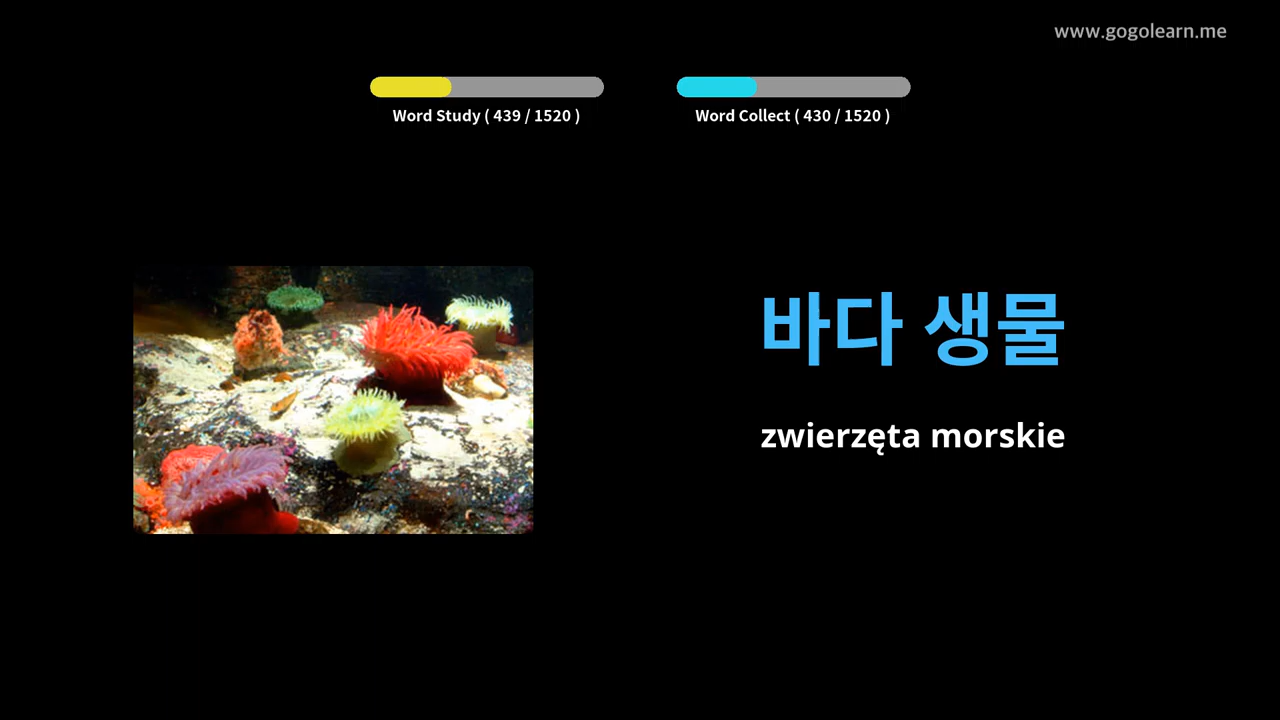 www.gogolearn.me
Word Study ( 439 / 1520 )
Word Collect ( 430 / 1520 )
바다 생물
zwierzęta morskie